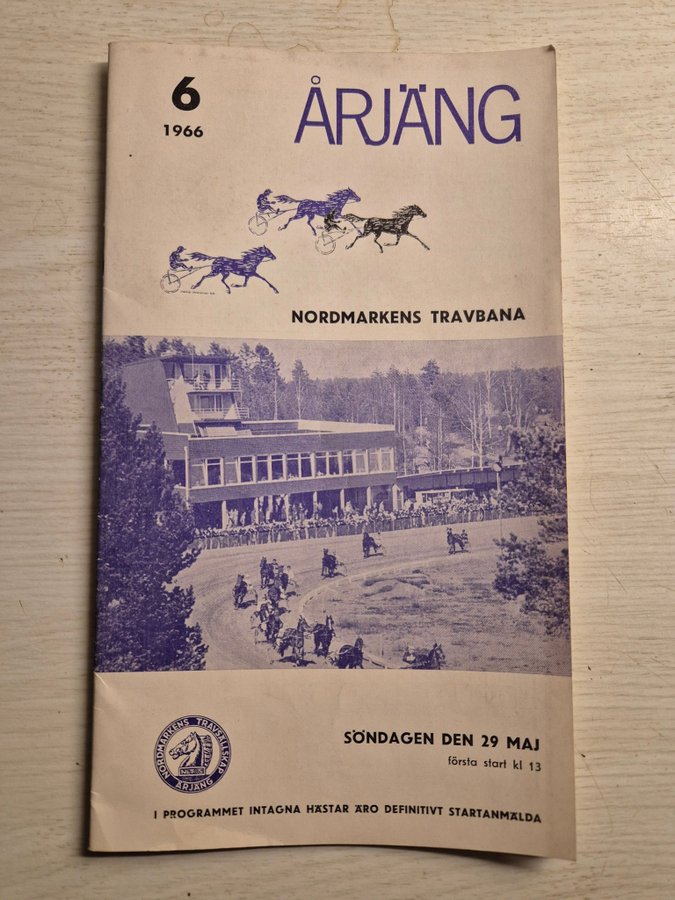 6
1966
ÅRJÄNG
NORDMARKENS TRAVBANA
NORDMARKENS TRAVSÄLLSKAP
ÅRJÄNG
SÖNDAGEN DEN 29 MAJ
första start kl 13
I PROGRAMMET INTAGNA HÄSTAR ÄRO DEFINITIVT STARTANMÄLDA